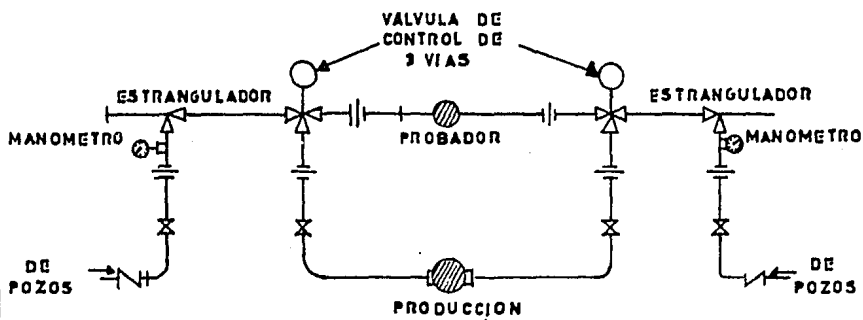 VALVULA DE
CONTROL DE
3 VIAS
ESTRANGULADOR
ESTRANGULADOR
MANOMETRO
PROBADOR
MANOMETRO
DE
POZOS
DE
POZOS
PRODUCCION